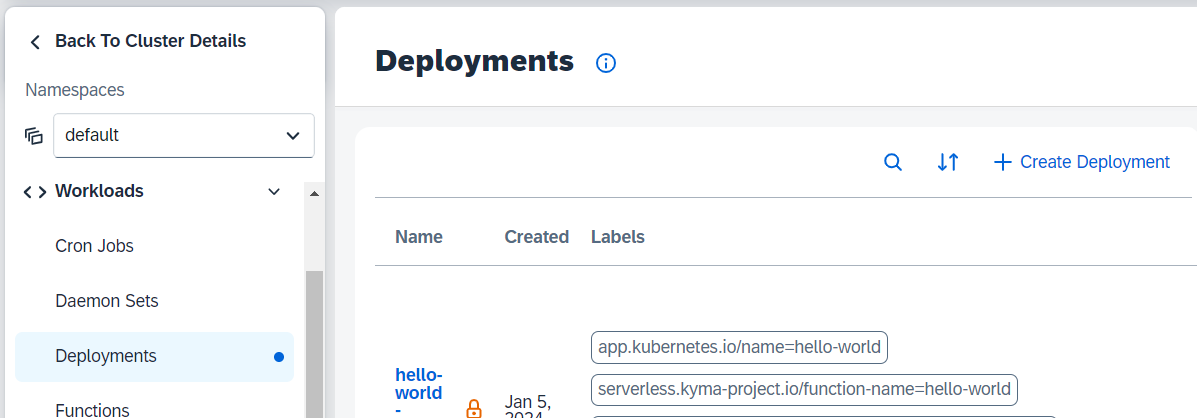 Back To Cluster Details
Namespaces
default
Workloads
Cron Jobs
Daemon Sets
Deployments
Functions
Deployments
Create Deployment
Name Created Labels
hello-
world
-
Jan 5,
2024
app.kubernetes.io/name=hello-world
serverless.kyma-project.io/function-name=hello-world